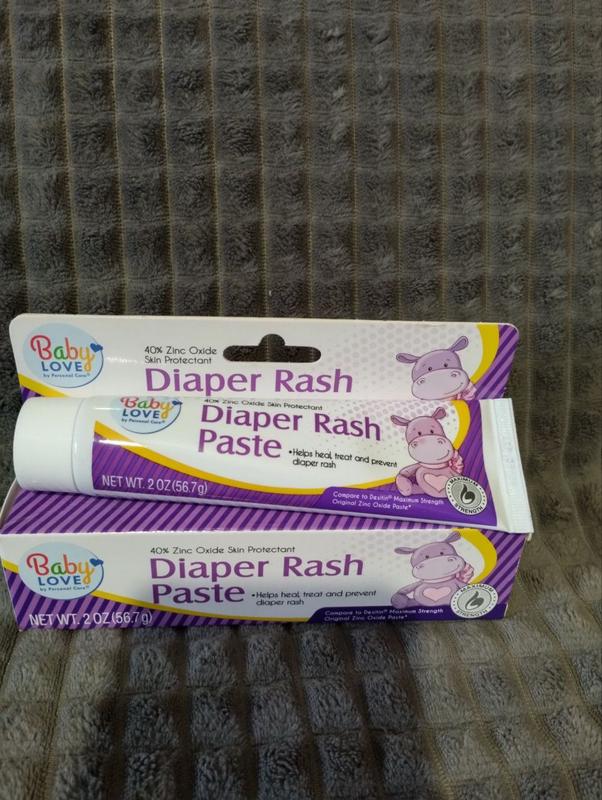 Baby
LOVE
by Personal Care®
40% Zinc Oxide
Skin Protectant
Diaper Rash
Baby
LOVE
by Personal Care®
40% Zinc Oxide Skin Protectant
Diaper Rash
Paste
•Helps heal, treat and prevent
diaper rash
NET WT. 2 OZ (56.7g)
Compare to Desitin® Maximum Strength
Original Zinc Oxide Paste*
MAXIMUM
STRENGTH
Baby
LOVE
by Personal Care®
40% Zinc Oxide Skin Protectant
Diaper Rash
Paste
•Helps heal, treat and prevent
diaper rash
NET WT. 2 OZ (56.7g)
Compare to Desitin® Maximum Strength
Original Zinc Oxide Paste*
MAXIMUM
STRENGTH